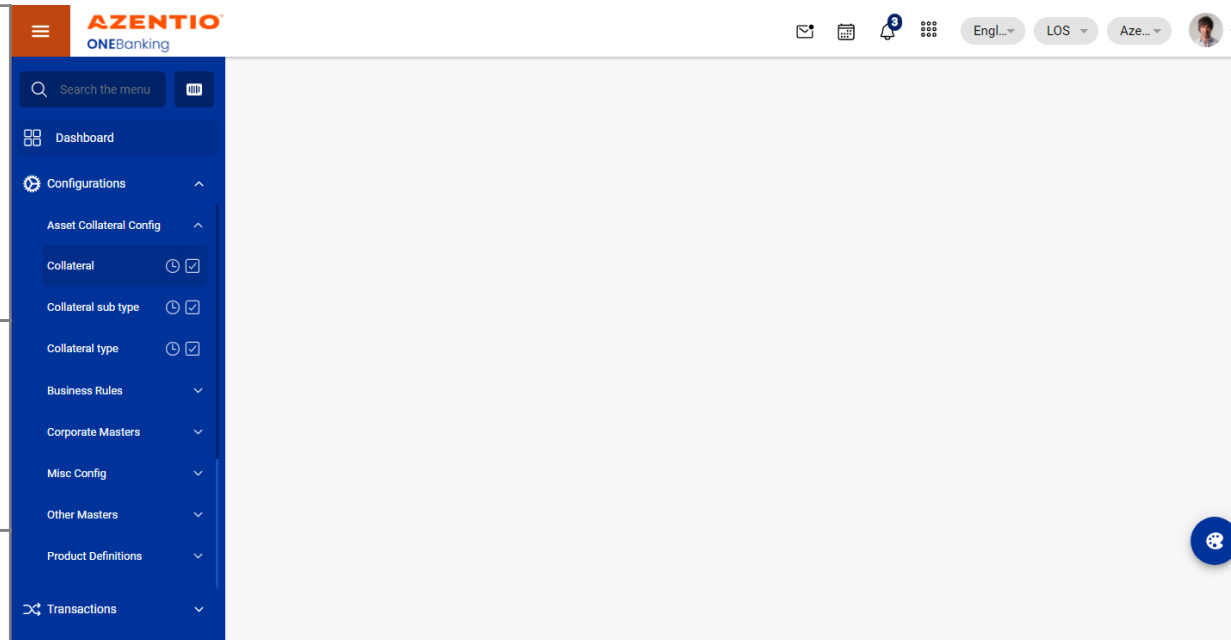 AZENTIO
ONEBanking
3
Engl...
LOS
Aze...
Search the menu
Dashboard
Configurations
Asset Collateral Config
Collateral
Collateral sub type
Collateral type
Business Rules
Corporate Masters
Misc Config
Other Masters
Product Definitions
Transactions